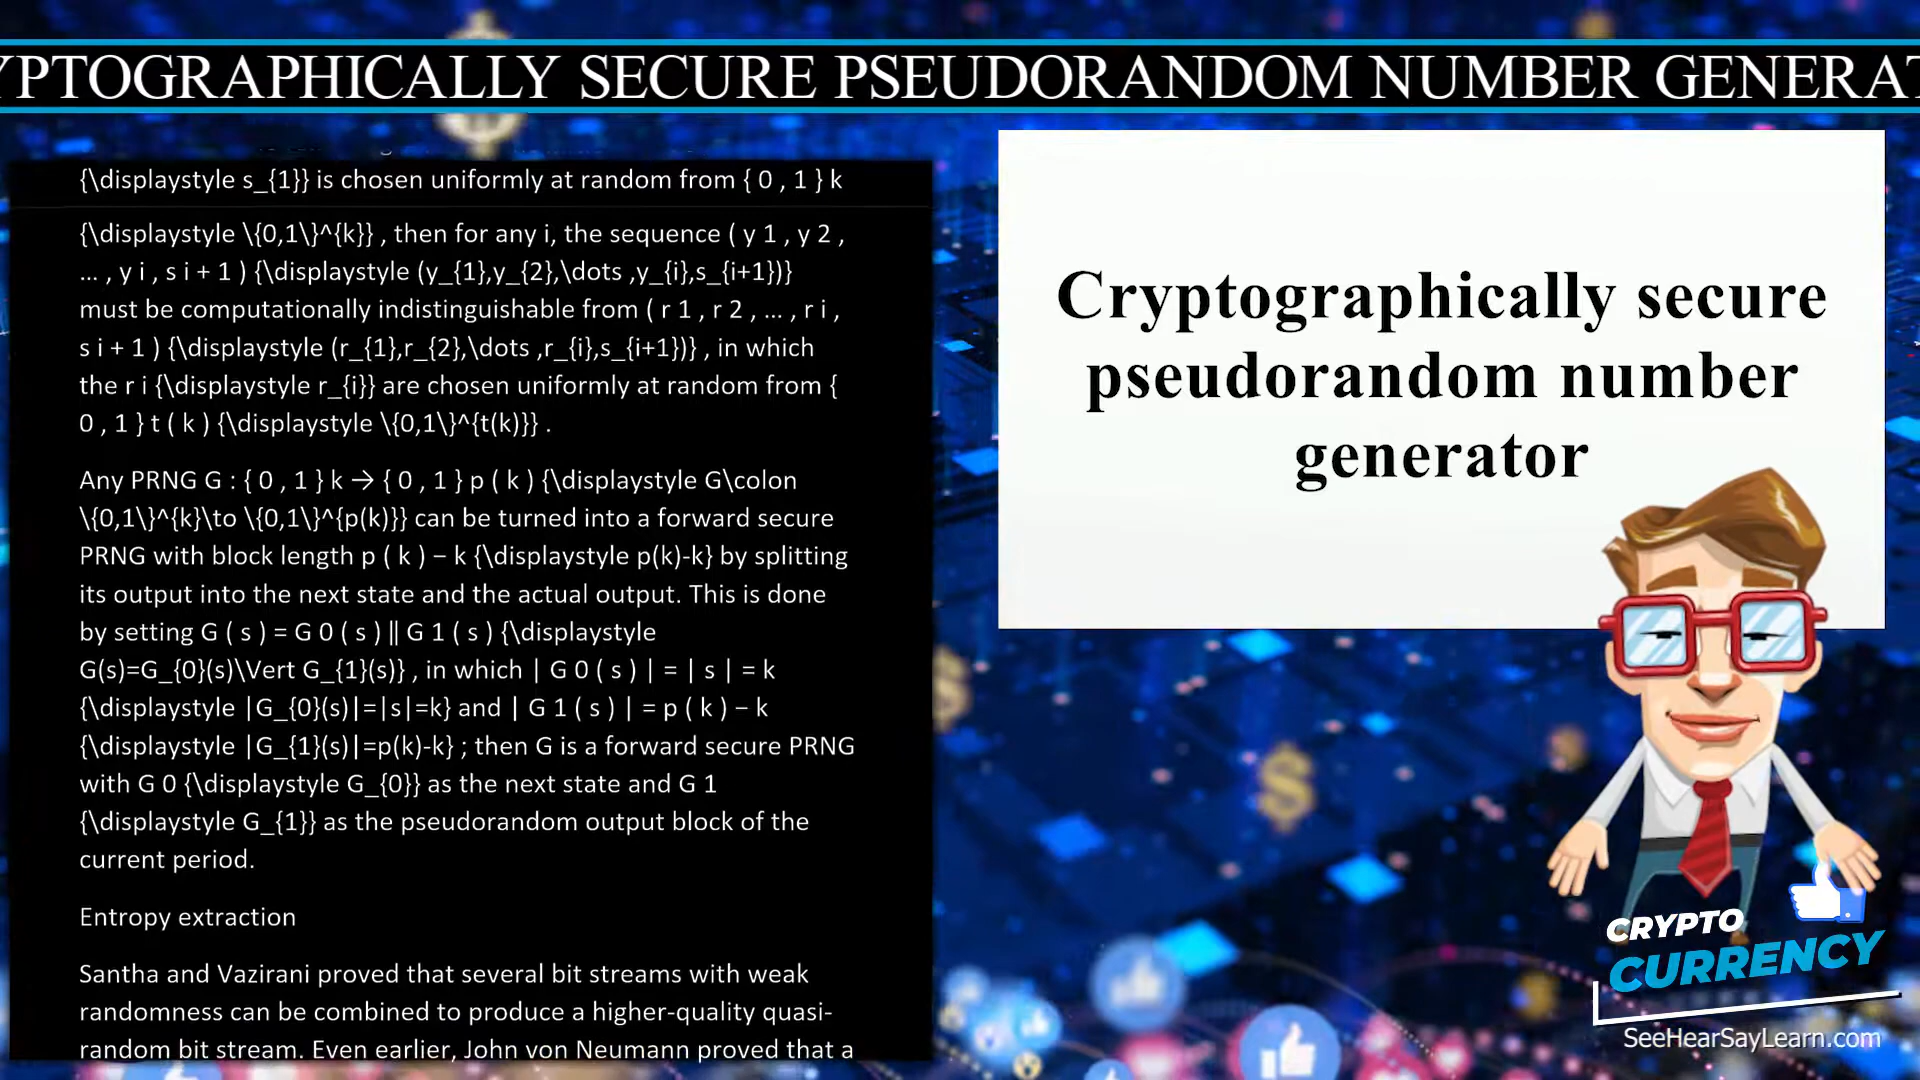 YPTOGRAPHICALLY SECURE PSEUDORANDOM NUMBER GENERAT
{\displaystyle s_{1}} is chosen uniformly at random from { 0 , 1 } k
{\displaystyle \{0,1\}^{k}} , then for any i, the sequence ( y 1 , y 2 ,
… , y i , s i + 1 ) {\displaystyle (y_{1},y_{2},\dots ,y_{i},s_{i+1})}
must be computationally indistinguishable from ( r 1 , r 2 , … , r i ,
s i + 1 ) {\displaystyle (r_{1},r_{2},\dots ,r_{i},s_{i+1})} , in which
the r i {\displaystyle r_{i}} are chosen uniformly at random from {
0 , 1 } t ( k ) {\displaystyle \{0,1\}^{t(k)}} .
Any PRNG G : { 0 , 1 } k → { 0 , 1 } p ( k ) {\displaystyle G\colon
\{0,1\}^{k}\to \{0,1\}^{p(k)}} can be turned into a forward secure
PRNG with block length p ( k ) − k {\displaystyle p(k)-k} by splitting
its output into the next state and the actual output. This is done
by setting G ( s ) = G 0 ( s ) ‖ G 1 ( s ) {\displaystyle
G(s)=G_{0}(s)\Vert G_{1}(s)} , in which | G 0 ( s ) | = | s | = k
{\displaystyle |G_{0}(s)|=|s|=k} and | G 1 ( s ) | = p ( k ) − k
{\displaystyle |G_{1}(s)|=p(k)-k} ; then G is a forward secure PRNG
with G 0 {\displaystyle G_{0}} as the next state and G 1
{\displaystyle G_{1}} as the pseudorandom output block of the
current period.
Entropy extraction
Santha and Vazirani proved that several bit streams with weak
randomness can be combined to produce a higher-quality quasi-
random bit stream. Even earlier, John von Neumann proved that a
Cryptographically secure
pseudorandom number
generator
CRYPTO
CURRENCY
SeeHearSayLearn.com